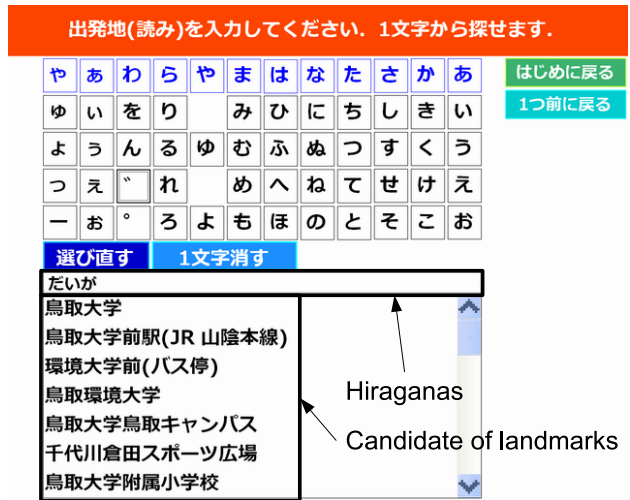 出発地(読み)を入力してください. 1文字から探せます.
や あ わ ら や ま は な た さ か あ
はじめに戻る
ゆ い を り み ひ に ち し き い
1つ前に戻る
よ う ん る ゆ む ふ ぬ つ す く う
つ え ゛ れ め へ ね て せ け え
ー お ゜ ろ よ も ほ の と そ こ お
選び直す 1文字消す
だいが
鳥取大学
鳥取大学前駅(JR 山陰本線)
環境大学前(バス停)
鳥取環境大学
鳥取大学鳥取キャンパス
千代川倉田スポーツ広場
鳥取大学附属小学校
Hiraganas
Candidate of landmarks